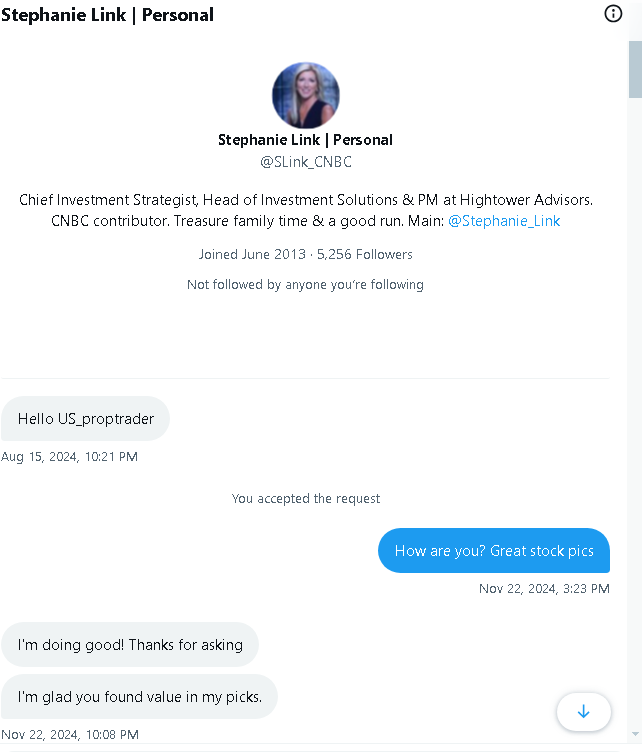 Stephanie Link | Personal
Stephanie Link | Personal
@SLink_CNBC
Chief Investment Strategist, Head of Investment Solutions & PM at Hightower Advisors.
CNBC contributor. Treasure family time & a good run. Main: @Stephanie_Link
Joined June 2013 · 5,256 Followers
Not followed by anyone you're following
Hello US_proptrader
Aug 15, 2024, 10:21 PM
You accepted the request
How are you? Great stock pics
Nov 22, 2024, 3:23 PM
I'm doing good! Thanks for asking
I'm glad you found value in my picks.
Nov 22, 2024, 10:08 PM